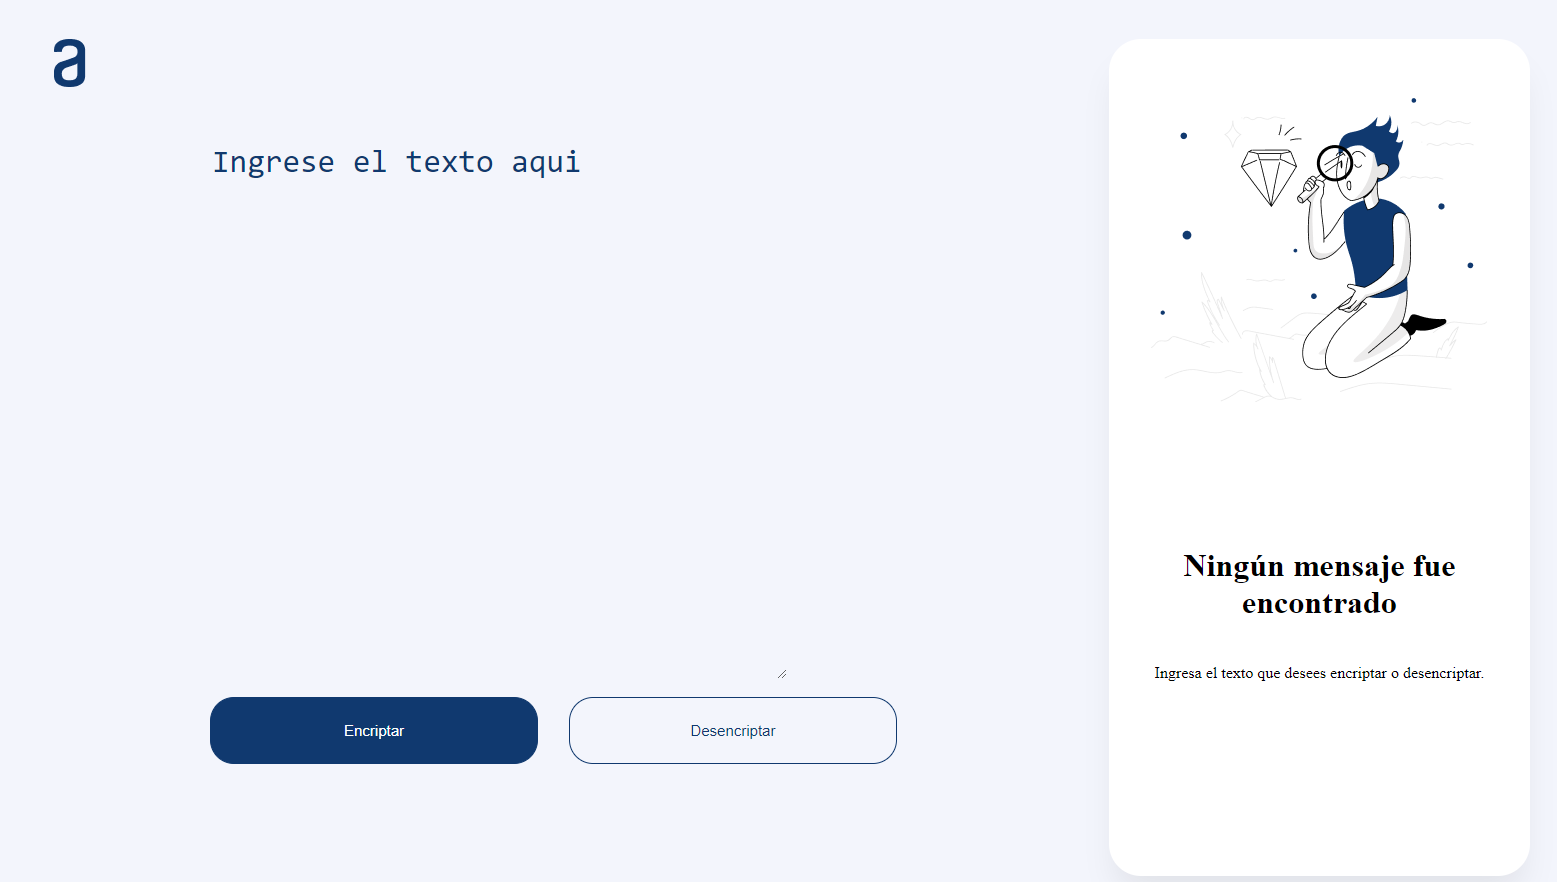 a
Ingrese el texto aqui
Encriptar
Desencriptar
Ningún mensaje fue
encontrado
Ingresa el texto que desees encriptar o desencriptar.